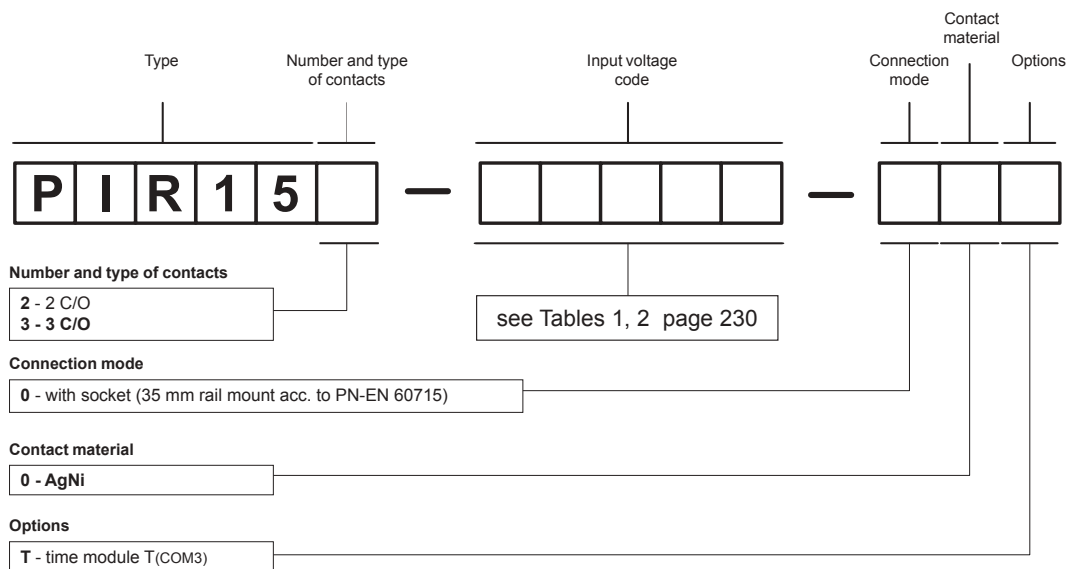 Contact
material
Type
Number and type
of contacts
Input voltage
code
Connection
mode
Options
PIR15 — —
Number and type of contacts
2 - 2 C/O
3 - 3 C/O
see Tables 1, 2 page 230
Connection mode
0 - with socket (35 mm rail mount acc. to PN-EN 60715)
Contact material
0 - AgNi
Options
T - time module T(COM3)